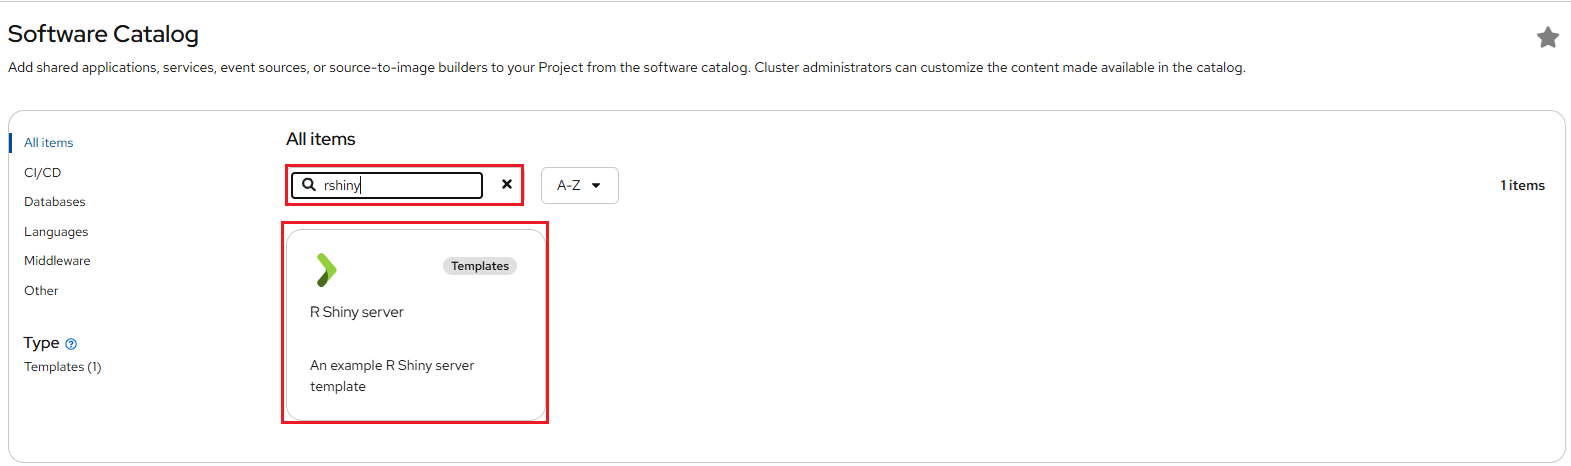 Software Catalog
Add shared applications, services, event sources, or source-to-image builders to your Project from the software catalog. Cluster administrators can customize the content made available in the catalog.
All items
CI/CD
Databases
Languages
Middleware
Other
Type
Templates (1)
All items
rshiny
A-Z
1 items
Templates
R Shiny server
An example R Shiny server
template